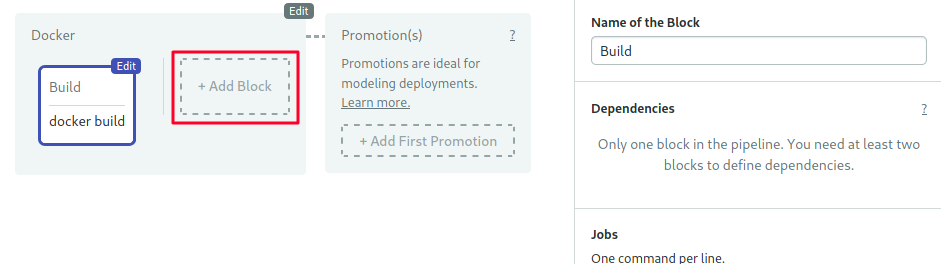 Edit
Docker
Edit
Build
docker build
+ Add Block
Promotion(s)
?
Promotions are ideal for
modeling deployments.
Learn more.
+ Add First Promotion
Name of the Block
Build
Dependencies
?
Only one block in the pipeline. You need at least two
blocks to define dependencies.
Jobs
One command per line.